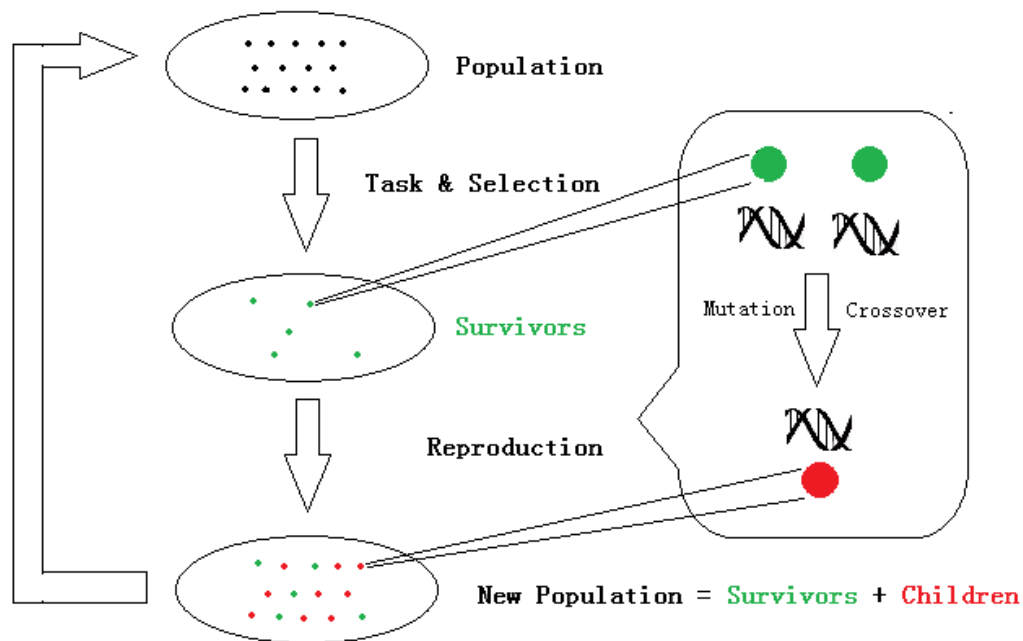 Population
Task & Selection
Survivors
Mutation
Crossover
Reproduction
New Population = Survivors + Children